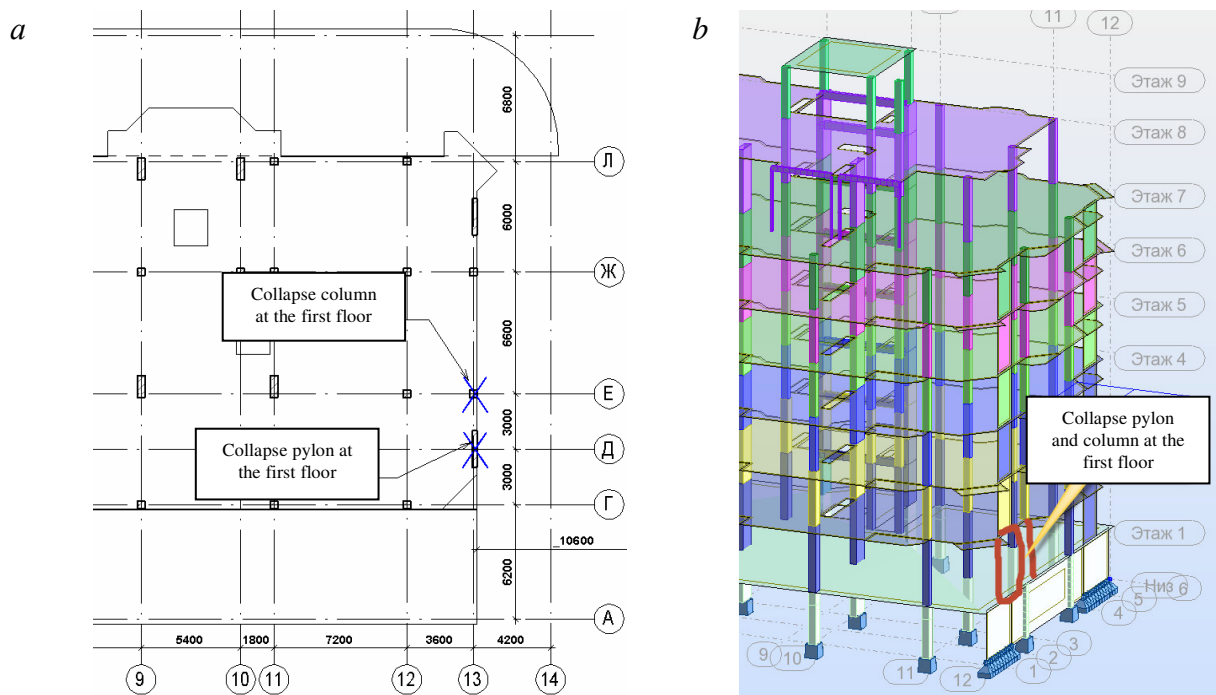 a
6800
Л
6000
Ж
Collapse column
at the first floor
6600
Е
3000
Collapse pylon at
the first floor
Д
3000
Г
10600
6200
А
5400
1800
7200
3600
4200
9
10
11
12
13
14
b
11
12
Этаж 9
Этаж 8
Этаж 7
Этаж 6
Этаж 5
Этаж 4
Collapse pylon
and column at the
first floor
Этаж 1
Низ
6
5
4
3
2
1
9
10
11
12